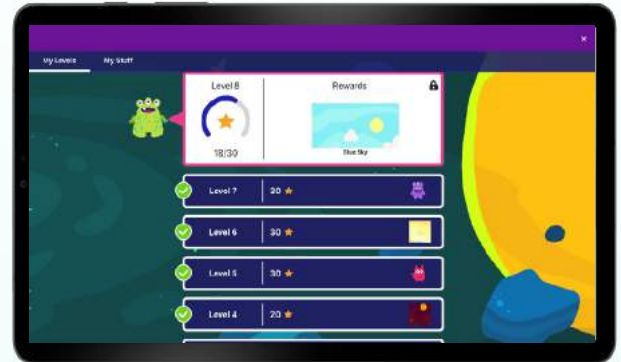 ×
My Levels My Stuff
Level 8 Rewards
18/30 Blue Sky
Level 7 30
Level 6 30
Level 5 30
Level 4 20